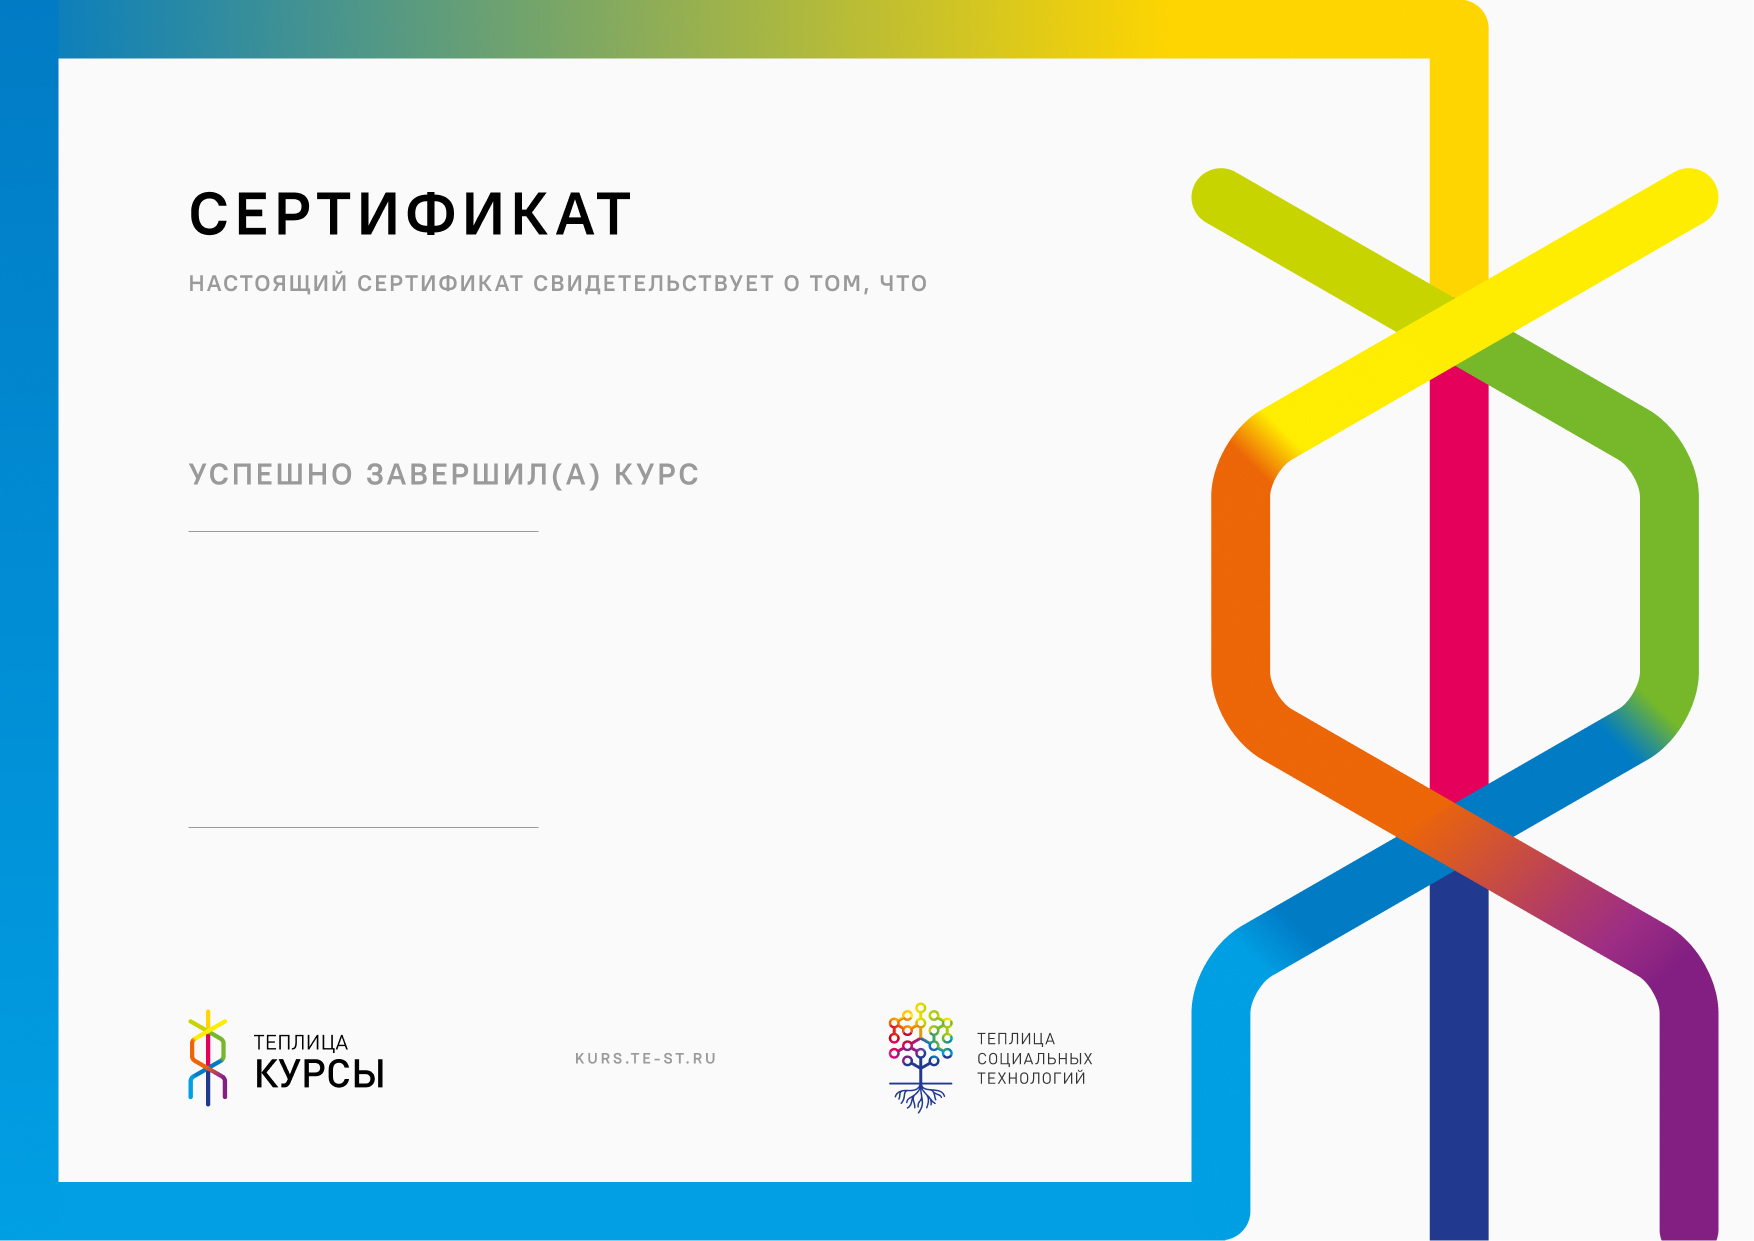 СЕРТИФИКАТ
НАСТОЯЩИЙ СЕРТИФИКАТ СВИДЕТЕЛЬСТВУЕТ О ТОМ, ЧТО
УСПЕШНО ЗАВЕРШИЛ(А) КУРС
ТЕПЛИЦА
КУРСЫ
KURS.TE-ST.RU
ТЕПЛИЦА
СОЦИАЛЬНЫХ
ТЕХНОЛОГИЙ